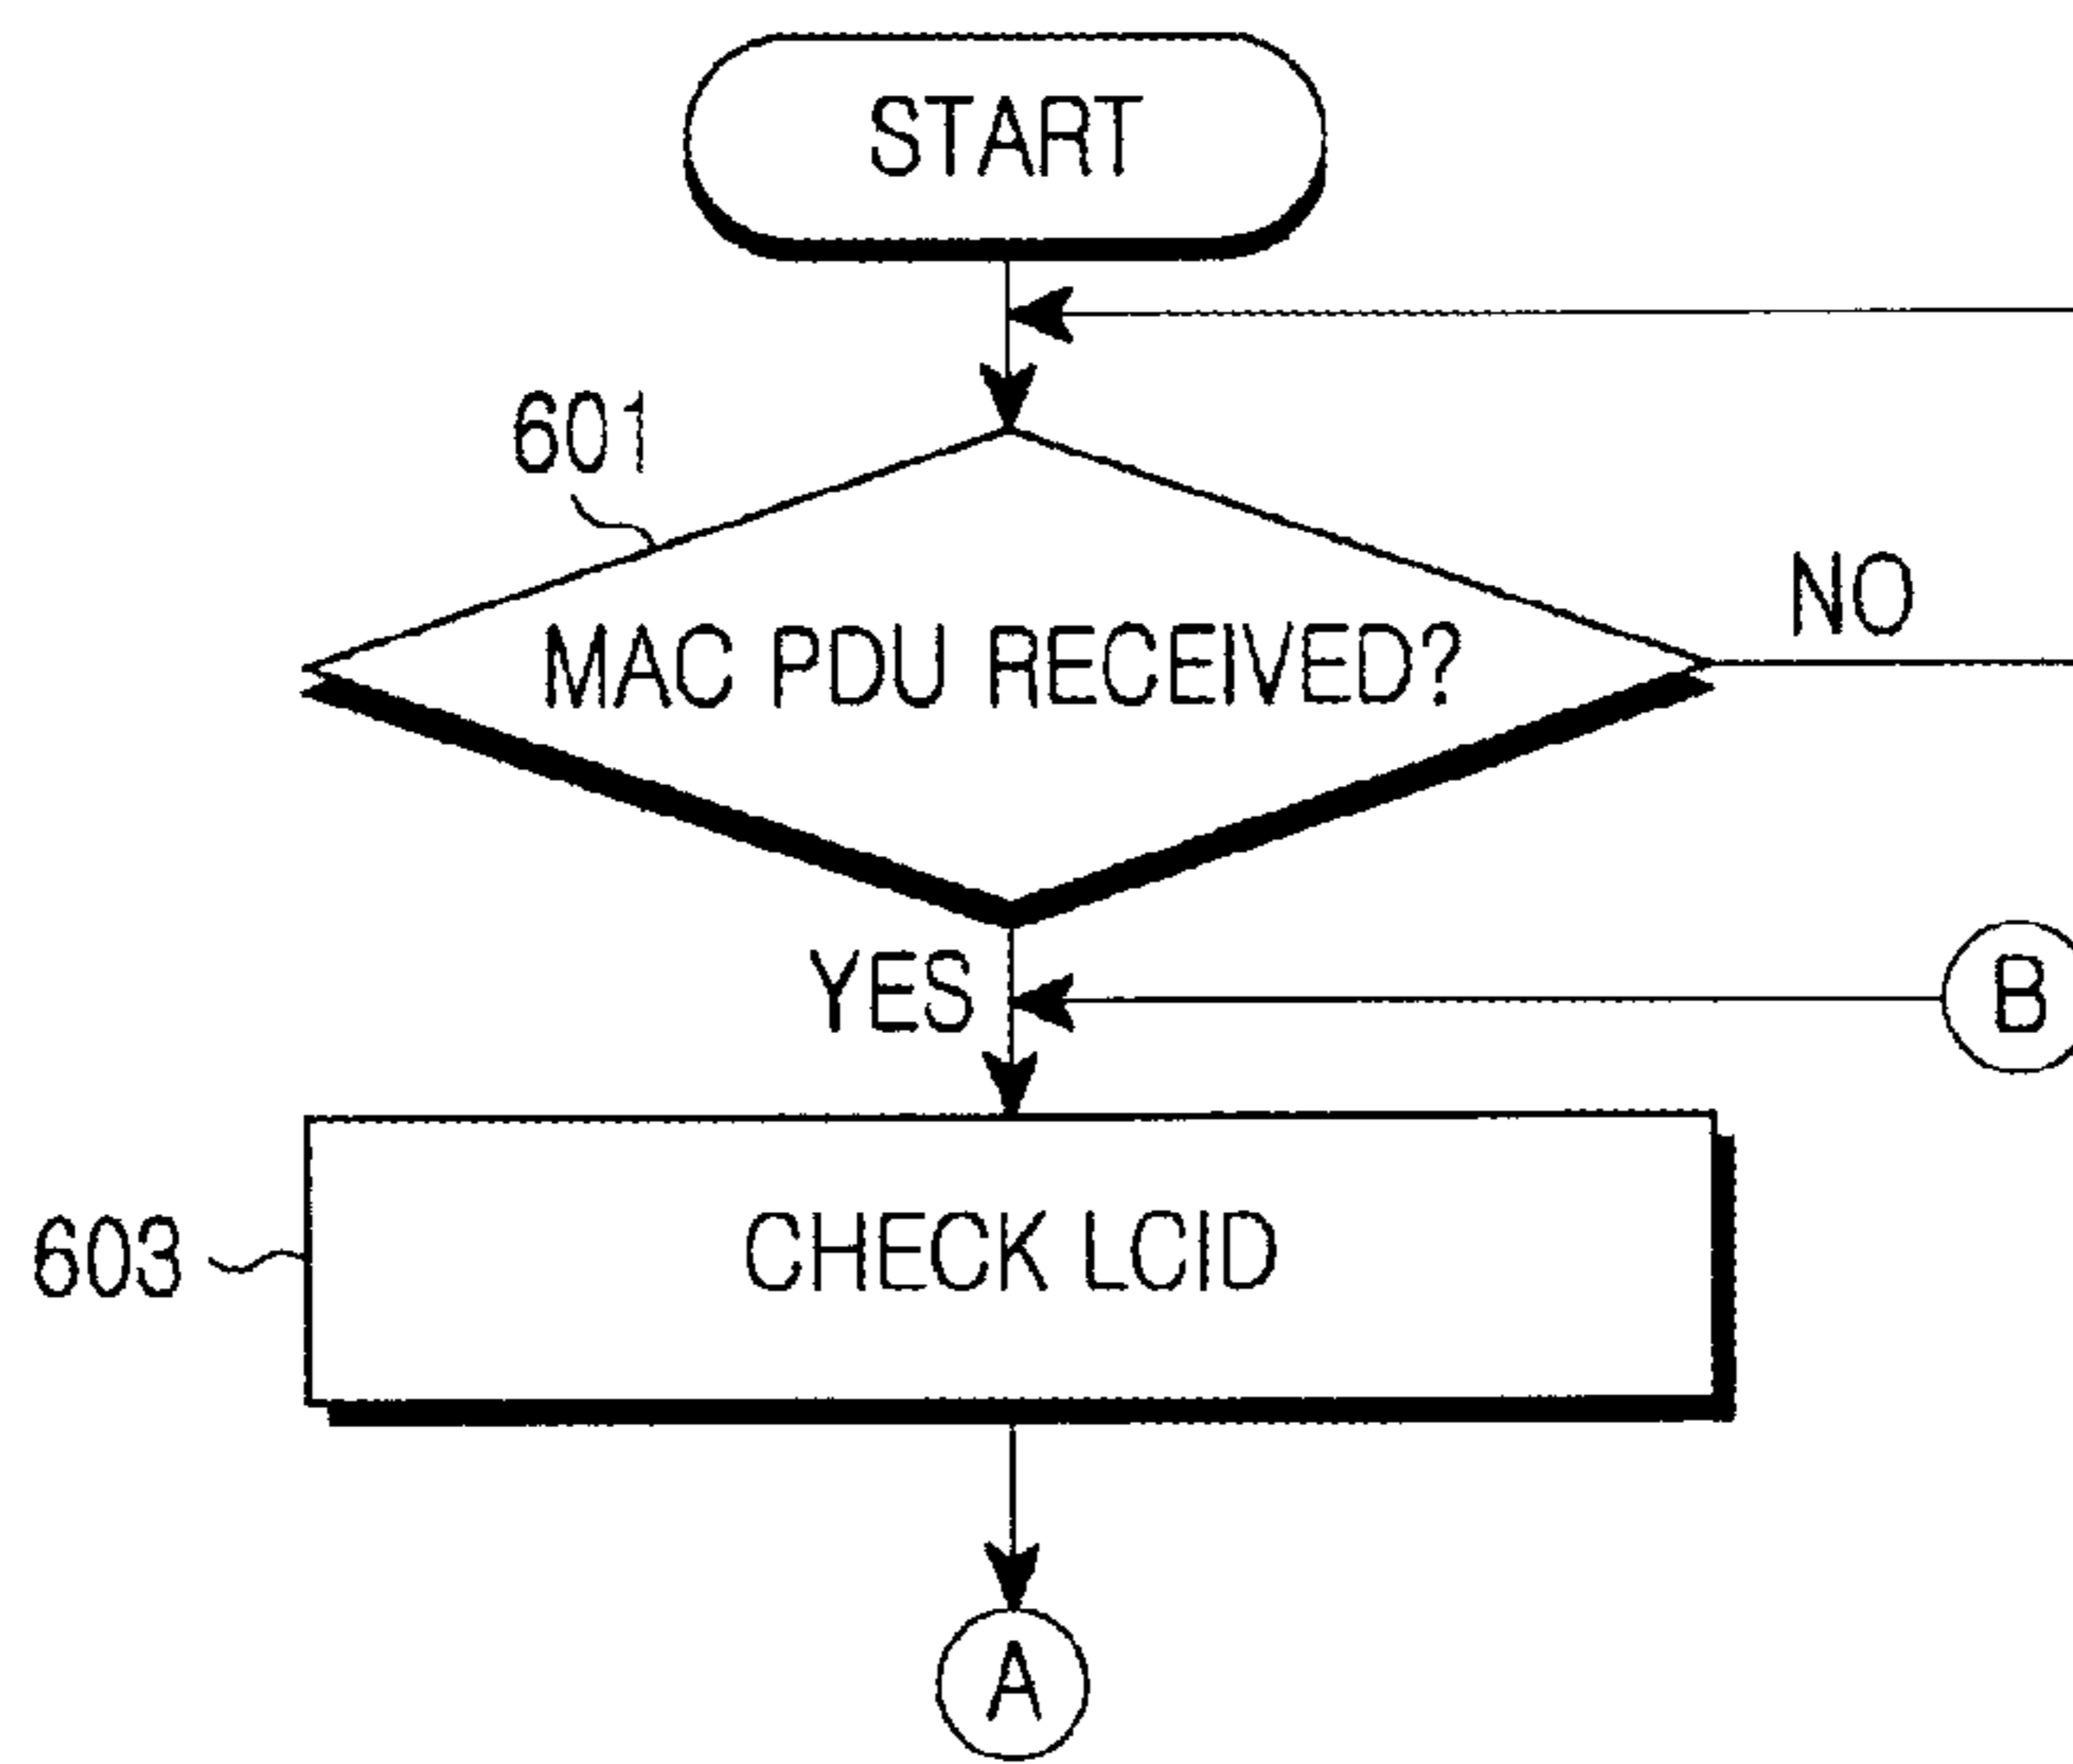 START
601
NO
MAC PDU RECEIVED?
YES
B
603
CHECK LCID
A